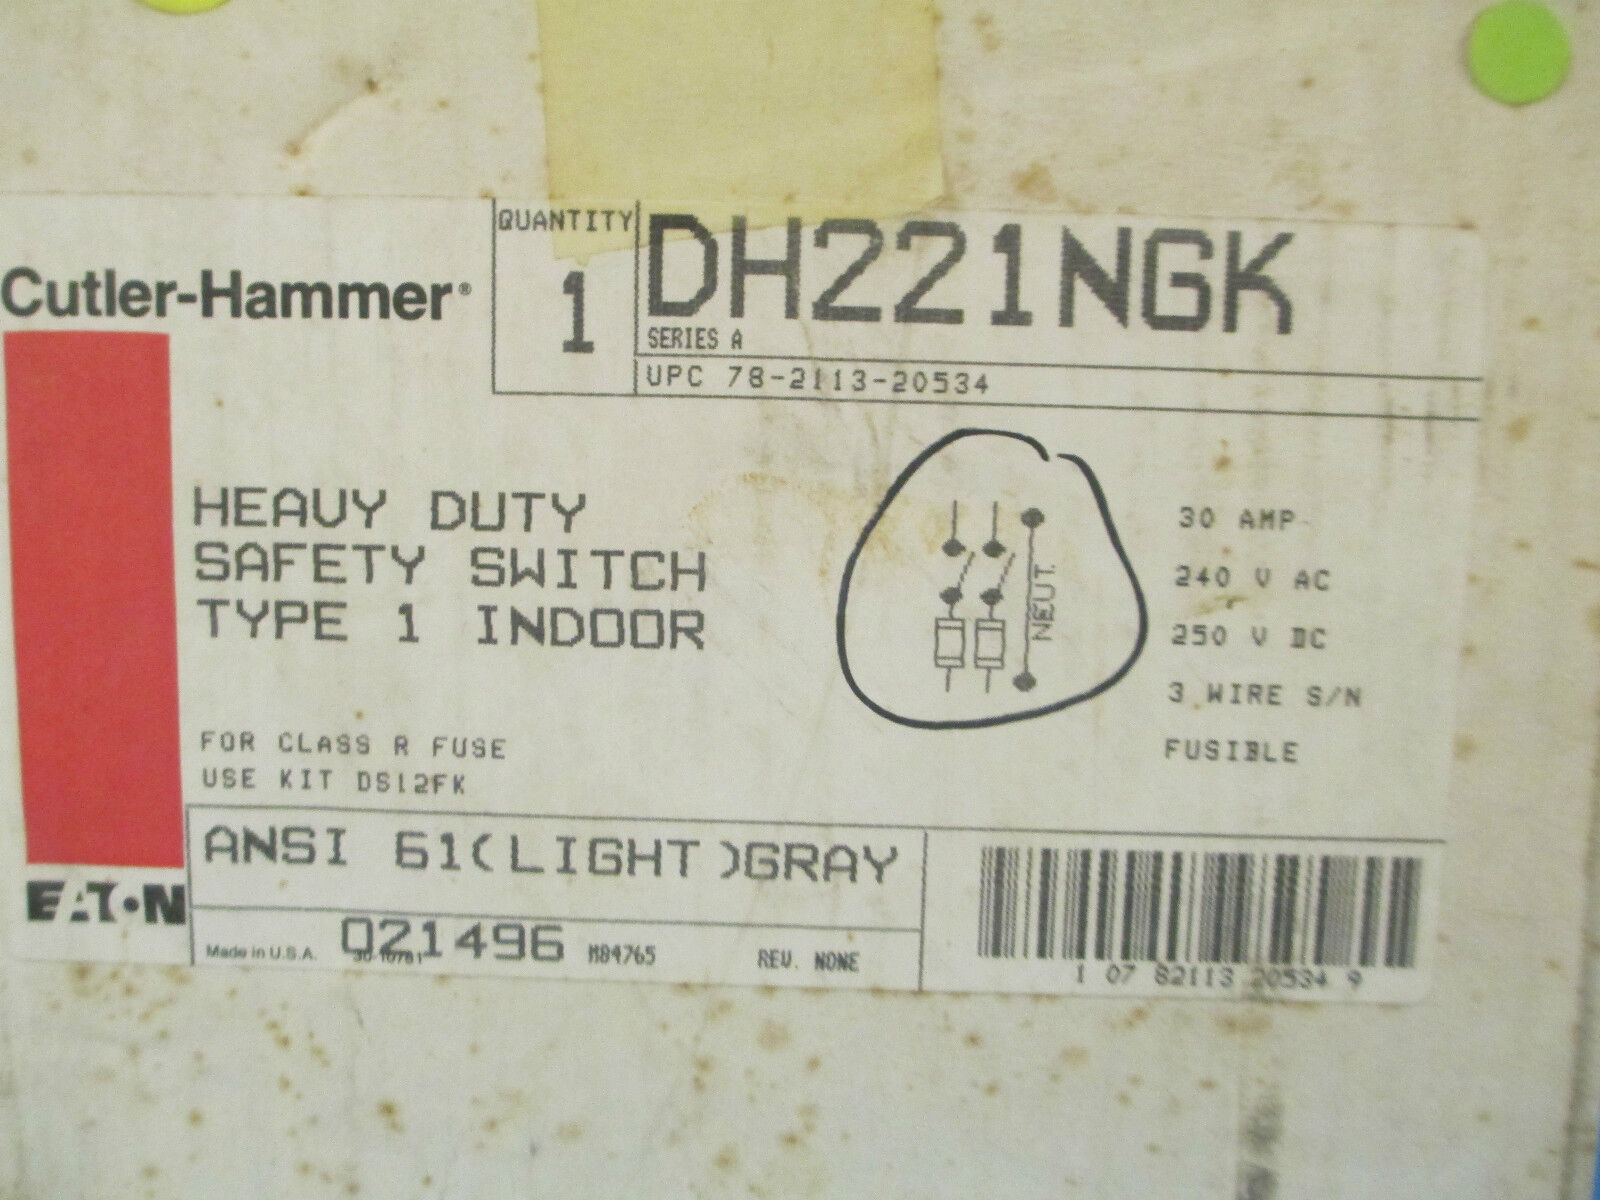 QUANTITY
1
DH221NGK
SERIES A
UPC 78-2113-20534
Cutler-Hammer®
HEAVY DUTY
SAFETY SWITCH
TYPE 1 INDOOR
NEUT.
30 AMP
240 V AC
250 V DC
3 WIRE S/N
FUSIBLE
FOR CLASS R FUSE
USE KIT DS12FK
ANSI 61(LIGHT)GRAY
EAT•N
Made in U.S.A.
021496
M84765
REV. NONE
1 07 82113 20534 9